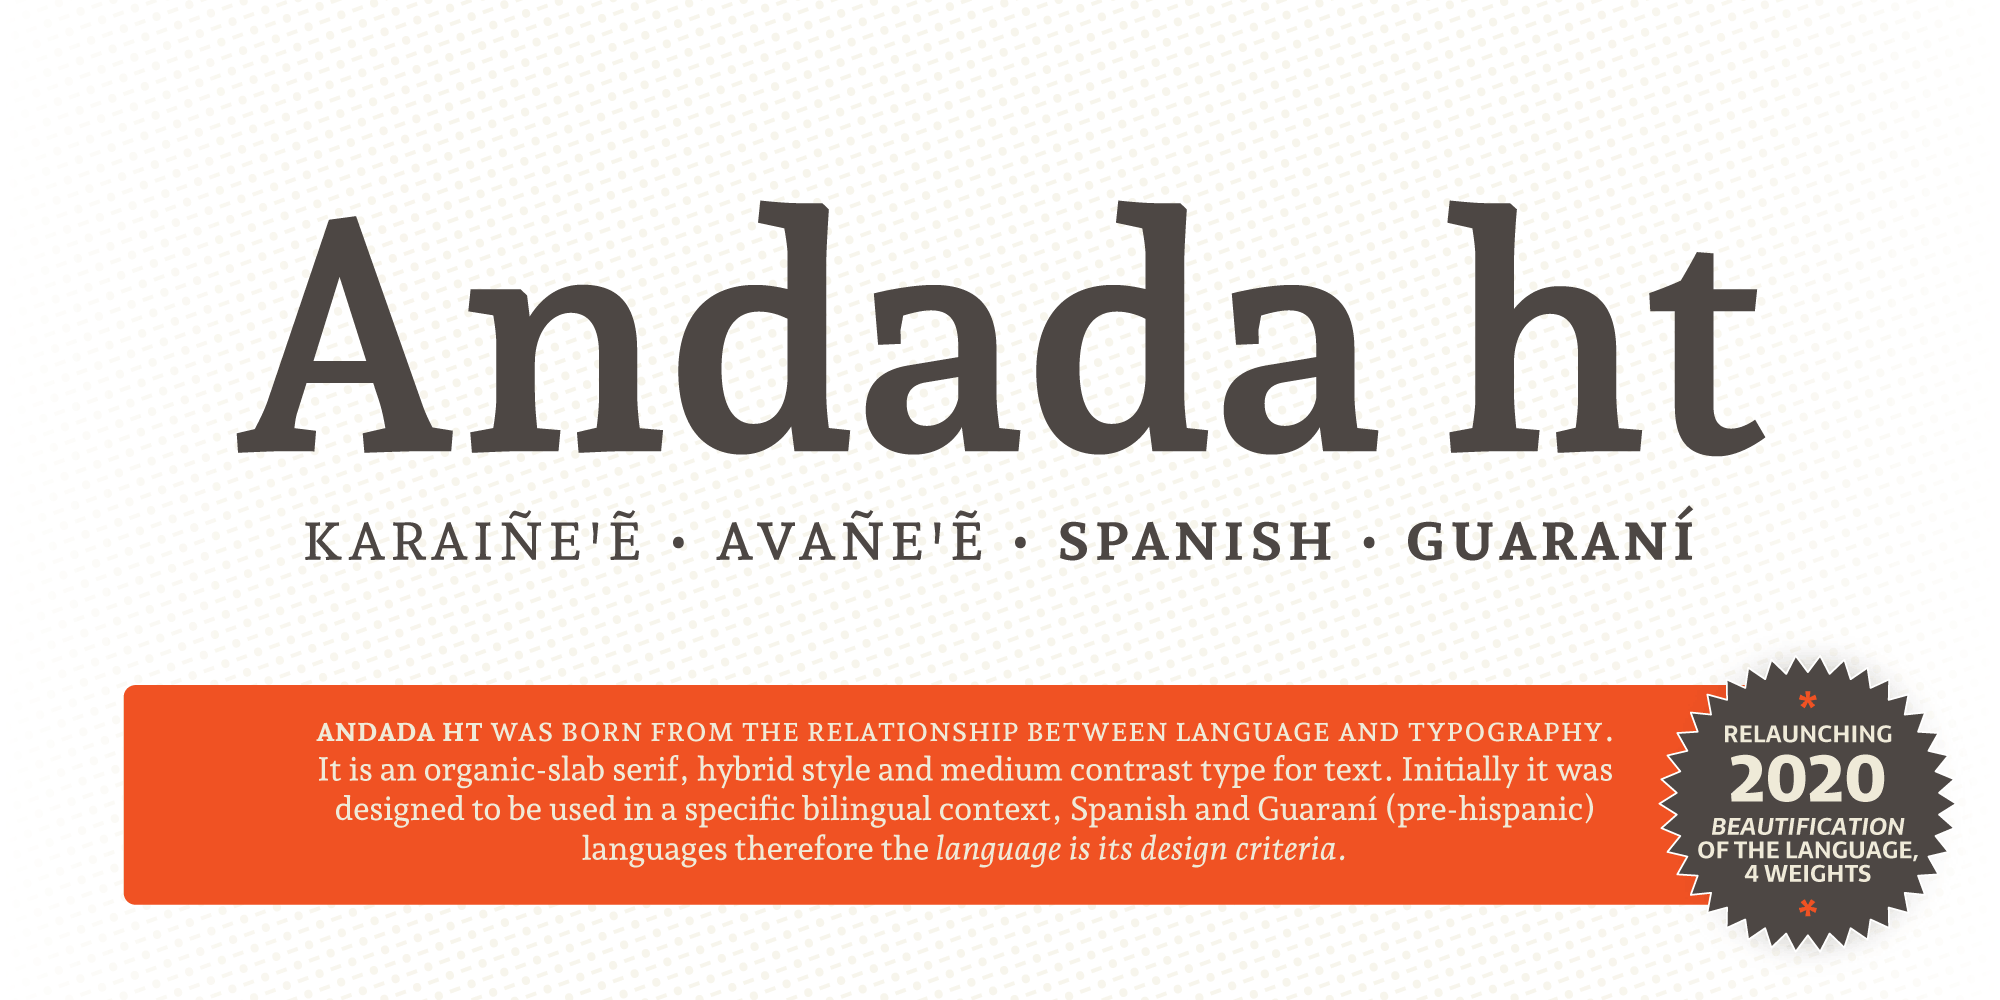 Andada ht
KARAIÑE'Ẽ • AVAÑE'Ẽ • SPANISH • GUARANÍ
ANDADA HT WAS BORN FROM THE RELATIONSHIP BETWEEN LANGUAGE AND TYPOGRAPHY.
It is an organic-slab serif, hybrid style and medium contrast type for text. Initially it was
designed to be used in a specific bilingual context, Spanish and Guaraní (pre-hispanic)
languages therefore the language is its design criteria.
*
RELAUNCHING
2020
BEAUTIFICATION
OF THE LANGUAGE,
4 WEIGHTS
*